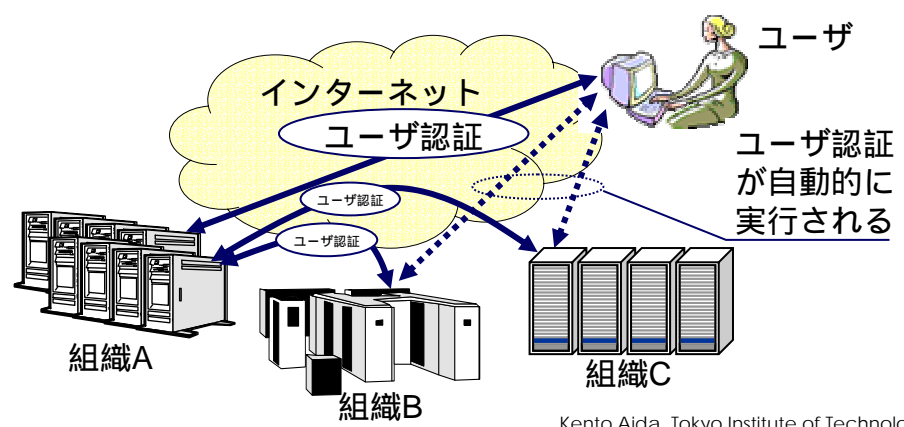 ユーザ
インターネット
ユーザ認証
ユーザ認証
が自動的に
実行される
ユーザ認証
ユーザ認証
組織A
組織B
組織C
Kento Aida, Tokyo Institute of